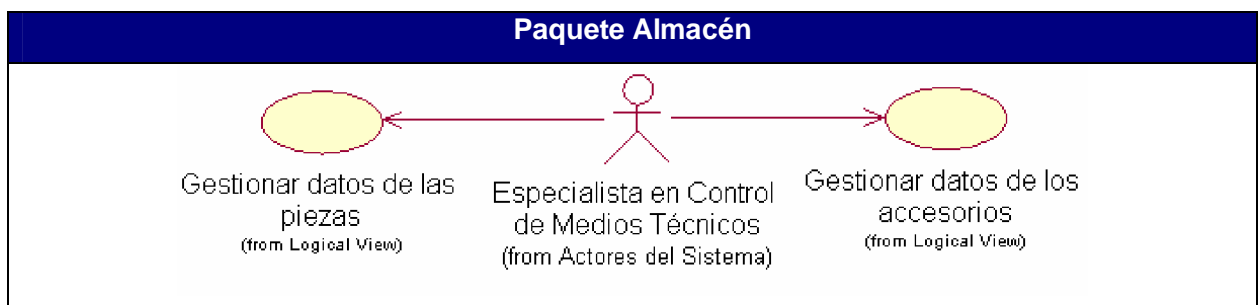 Paquete Almacén
Gestionar datos de las
piezas
(from Logical View)
Especialista en Control
de Medios Técnicos
(from Actores del Sistema)
Gestionar datos de los
accesorios
(from Logical View)